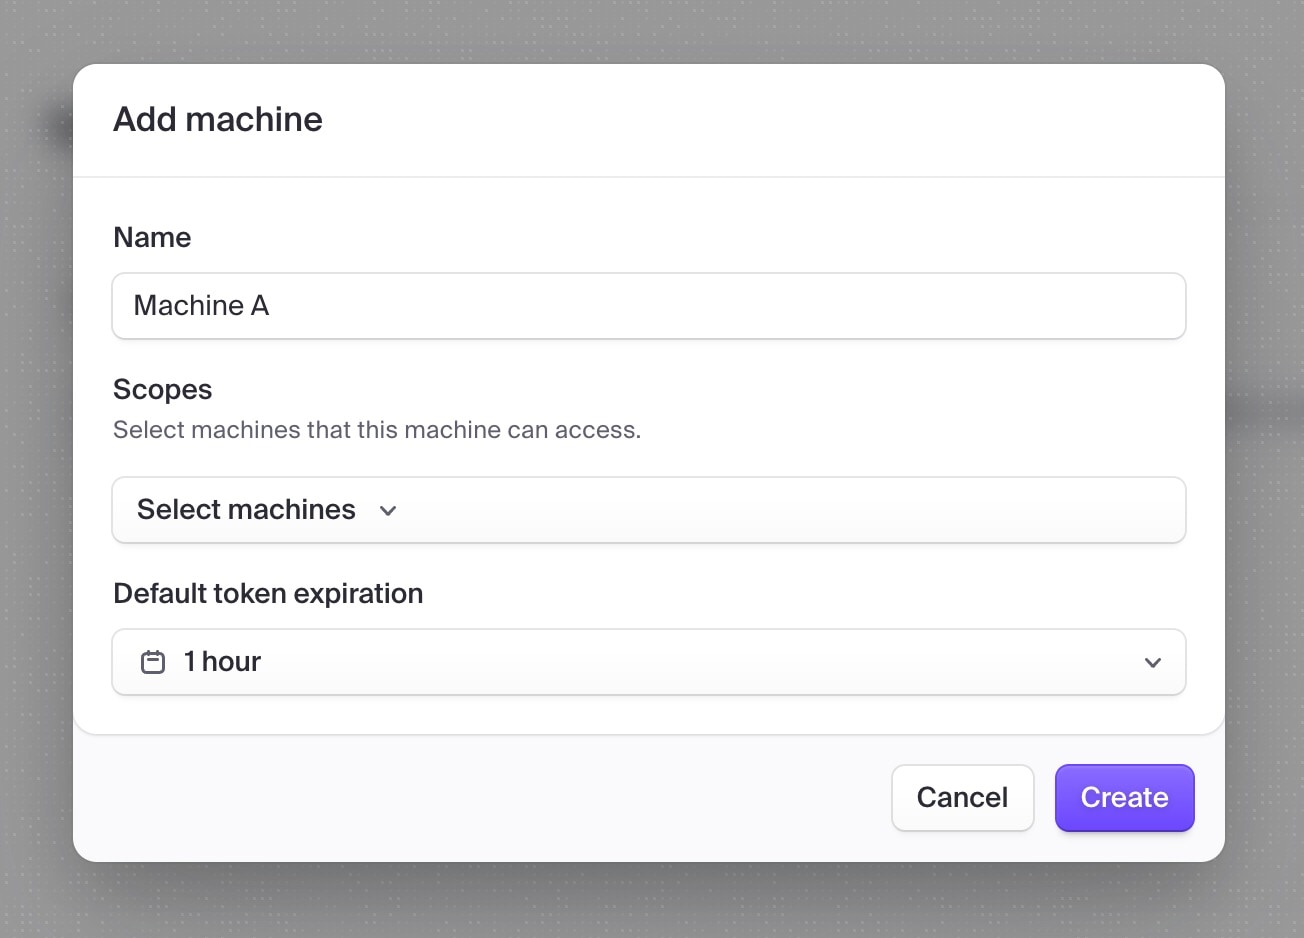 Add machine
Name
Machine A
Scopes
Select machines that this machine can access.
Select machines
Default token expiration
1 hour
Cancel
Create